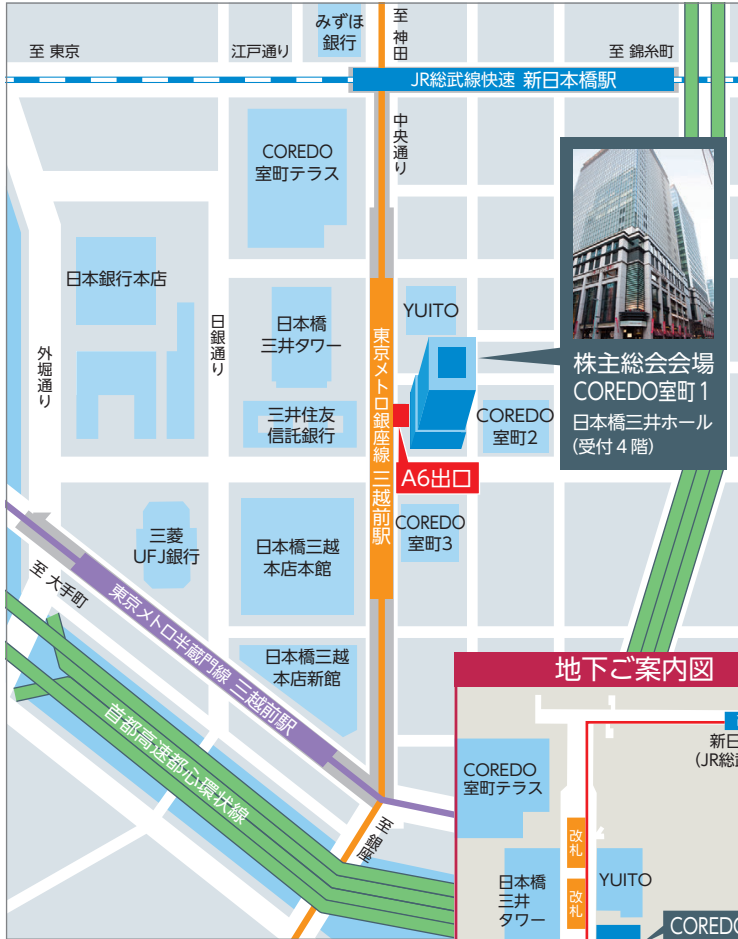 みずほ
銀行
至 神田
至 東京
江戸通り
至 錦糸町
JR総武線快速 新日本橋駅
中央通り
COREDO
室町テラス
日本銀行本店
日銀通り
外堀通り
日本橋
三井タワー
YUITO
東京メトロ銀座線 三越前駅
株主総会会場
COREDO室町1
日本橋三井ホール
(受付4階)
三井住友
信託銀行
COREDO
室町2
A6出口
三菱
UFJ銀行
日本橋三越
本店本館
COREDO
室町3
至 大手町
東京メトロ半蔵門線 三越前駅
日本橋三越
本店新館
首都高速都心環状線
至 銀座
地下ご案内図
新日
(JR総武
COREDO
室町テラス
改札
日本橋
三井
タワー
改札
YUITO
COREDO